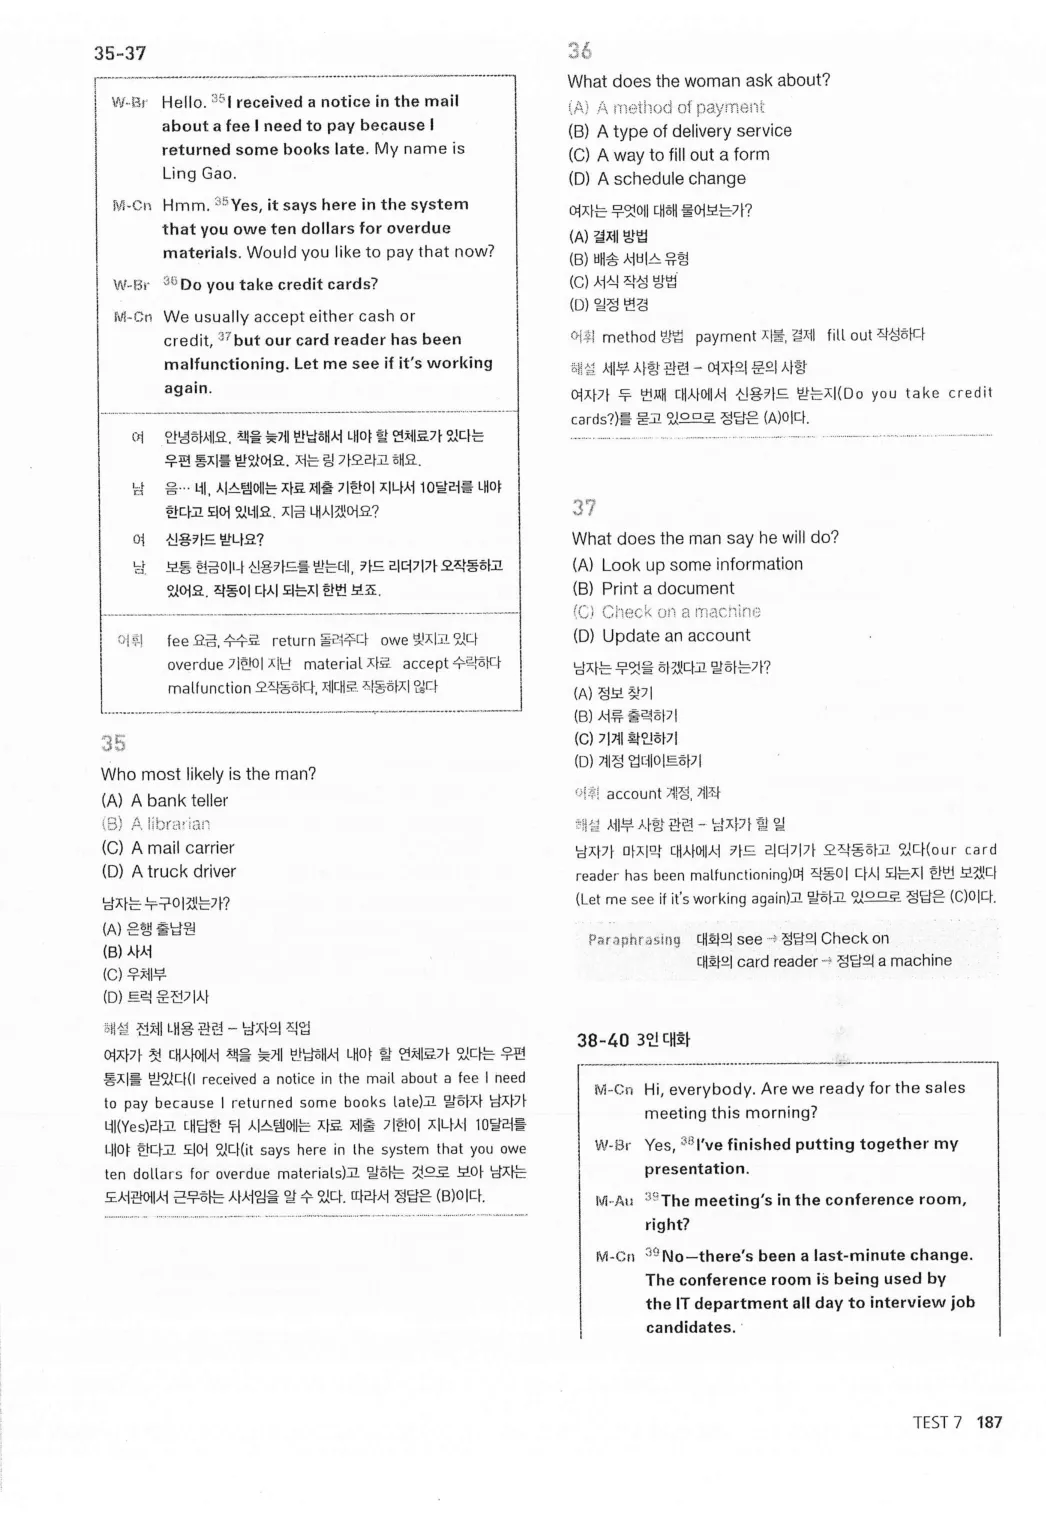 35-37
W-Br Hello. 35I received a notice in the mail
about a fee I need to pay because I
returned some books late. My name is
Ling Gao.
M-Cn Hmm. 35Yes, it says here in the system
that you owe ten dollars for overdue
materials. Would you like to pay that now?
W-Br 36Do you take credit cards?
M-Cn We usually accept either cash or
credit, 37but our card reader has been
malfunctioning. Let me see if it's working
again.
여 안녕하세요. 책을 늦게 반납해서 내야 할 연체료가 있다는
우편 통지를 받았어요. 저는 링 가오라고 해요.
남 음… 네, 시스템에는 자료 제출 기한이 지나서 10달러를 내야
한다고 되어 있네요. 지금 내시겠어요?
여 신용카드 받나요?
남 보통 현금이나 신용카드를 받는데, 카드 리더기가 오작동하고
있어요. 작동이 다시 되는지 한번 보죠.
어휘 fee 요금, 수수료 return 돌려주다 owe 빚지고 있다
overdue 기한이 지난 material 자료 accept 수락하다
malfunction 오작동하다, 제대로 작동하지 않다
35
Who most likely is the man?
(A) A bank teller
(B) A librarian
(C) A mail carrier
(D) A truck driver
남자는 누구이겠는가?
(A) 은행 출납원
(B) 사서
(C) 우체부
(D) 트럭 운전기사
해설 전체 내용 관련 – 남자의 직업
여자가 첫 대사에서 책을 늦게 반납해서 내야 할 연체료가 있다는 우편
통지를 받았다(I received a notice in the mail about a fee I need
to pay because I returned some books late)고 말하자 남자가
네(Yes)라고 대답한 뒤 시스템에는 자료 제출 기한이 지나서 10달러를
내야 한다고 되어 있다(it says here in the system that you owe
ten dollars for overdue materials)고 말하는 것으로 보아 남자는
도서관에서 근무하는 사서임을 알 수 있다. 따라서 정답은 (B)이다.
36
What does the woman ask about?
(A) A method of payment
(B) A type of delivery service
(C) A way to fill out a form
(D) A schedule change
여자는 무엇에 대해 물어보는가?
(A) 결제 방법
(B) 배송 서비스 유형
(C) 서식 작성 방법
(D) 일정 변경
어휘 method 방법 payment 지불, 결제 fill out 작성하다
해설 세부 사항 관련 – 여자의 문의 사항
여자가 두 번째 대사에서 신용카드 받는지(Do you take credit
cards?)를 묻고 있으므로 정답은 (A)이다.
37
What does the man say he will do?
(A) Look up some information
(B) Print a document
(C) Check on a machine
(D) Update an account
남자는 무엇을 하겠다고 말하는가?
(A) 정보 찾기
(B) 서류 출력하기
(C) 기계 확인하기
(D) 계정 업데이트하기
어휘 account 계정, 계좌
해설 세부 사항 관련 – 남자가 할 일
남자가 마지막 대사에서 카드 리더기가 오작동하고 있다(our card
reader has been malfunctioning)며 작동이 다시 되는지 한번 보겠다
(Let me see if it's working again)고 말하고 있으므로 정답은 (C)이다.
Paraphrasing 대화의 see → 정답의 Check on
대화의 card reader → 정답의 a machine
38-40 3인 대화
M-Cn Hi, everybody. Are we ready for the sales
meeting this morning?
W-Br Yes, 38I've finished putting together my
presentation.
M-Au 39The meeting's in the conference room,
right?
M-Cn 39No—there's been a last-minute change.
The conference room is being used by
the IT department all day to interview job
candidates.
TEST 7 187